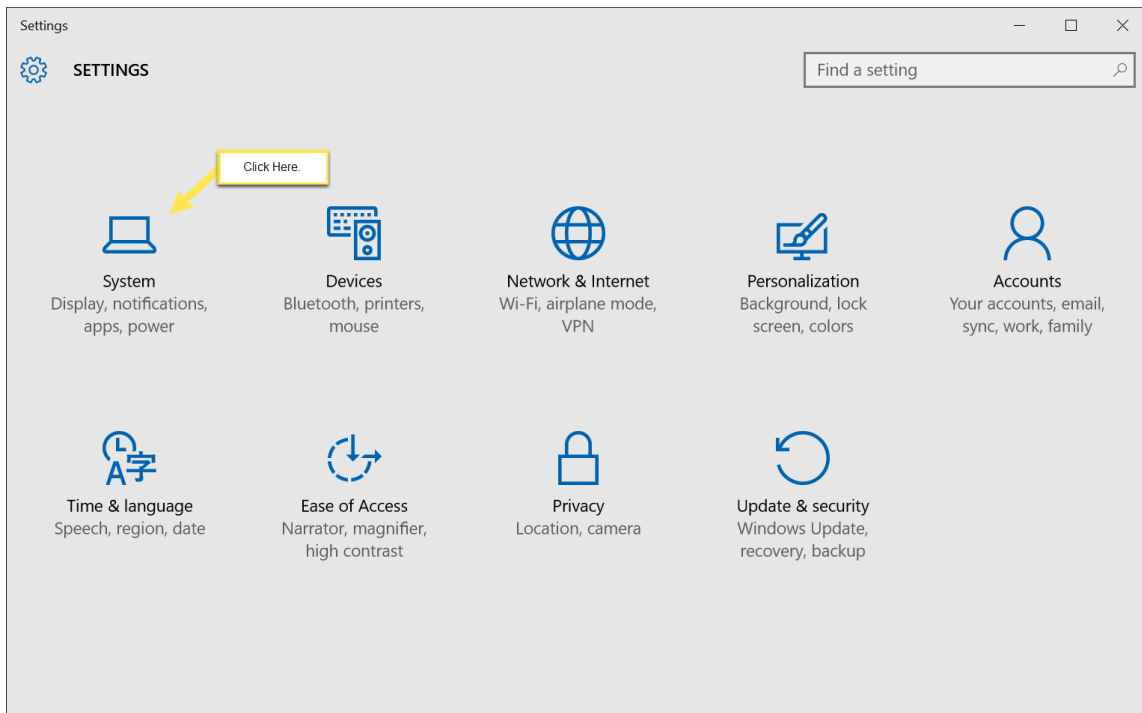 Settings
SETTINGS
Find a setting
Click Here.
System
Display, notifications,
apps, power
Devices
Bluetooth, printers,
mouse
Network & Internet
Wi-Fi, airplane mode,
VPN
Personalization
Background, lock
screen, colors
Accounts
Your accounts, email,
sync, work, family
A字
Time & language
Speech, region, date
Ease of Access
Narrator, magnifier,
high contrast
Privacy
Location, camera
Update & security
Windows Update,
recovery, backup